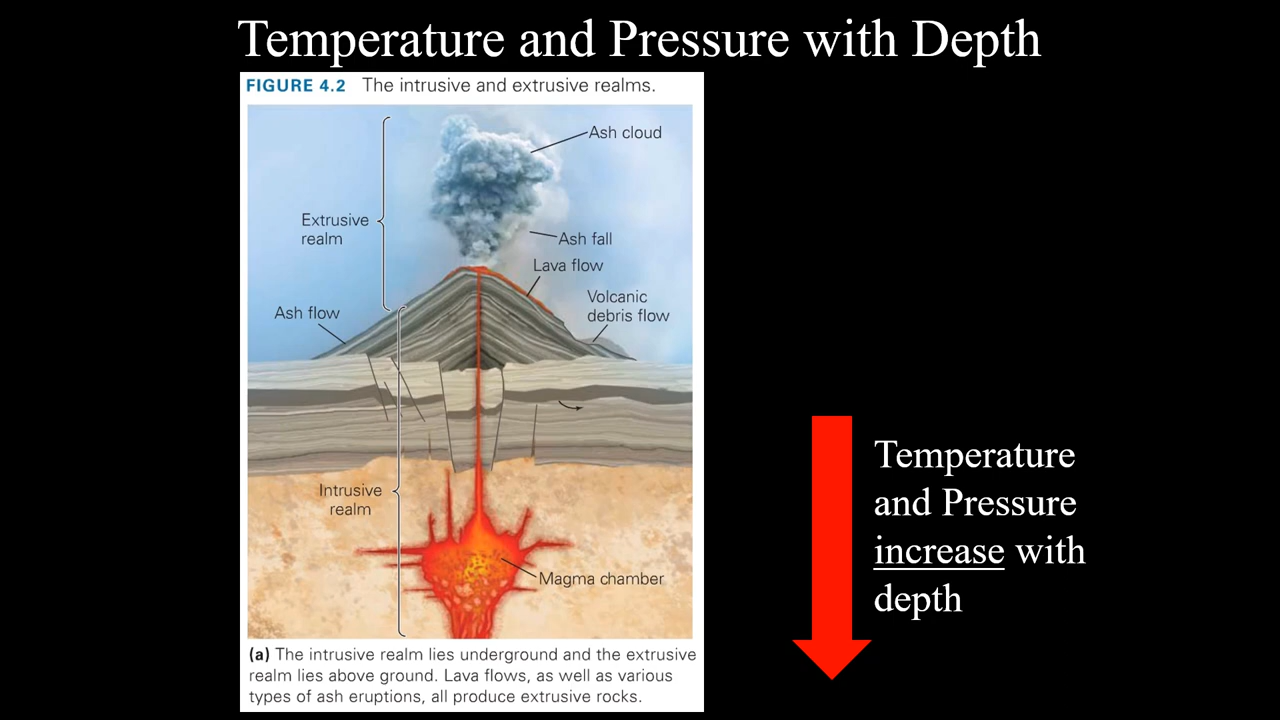 Temperature and Pressure with Depth
FIGURE 4.2 The intrusive and extrusive realms.
Ash cloud
Extrusive
realm
Ash fall
Lava flow
Volcanic
debris flow
Ash flow
Intrusive
realm
Magma chamber
(a) The intrusive realm lies underground and the extrusive
realm lies above ground. Lava flows, as well as various
types of ash eruptions, all produce extrusive rocks.
Temperature
and Pressure
increase with
depth